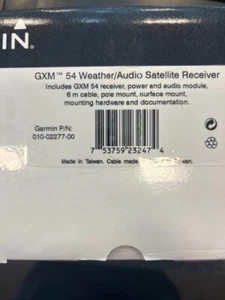 IN.
GXM™ 54 Weather/Audio Satellite Receiver
Includes GXM 54 receiver, power and audio module,
6 m cable, pole mount, surface mount,
mounting hardware and documentation.
Garmin P/N:
010-02277-00
7 53759 23247 4
Made in Taiwan. Cable made